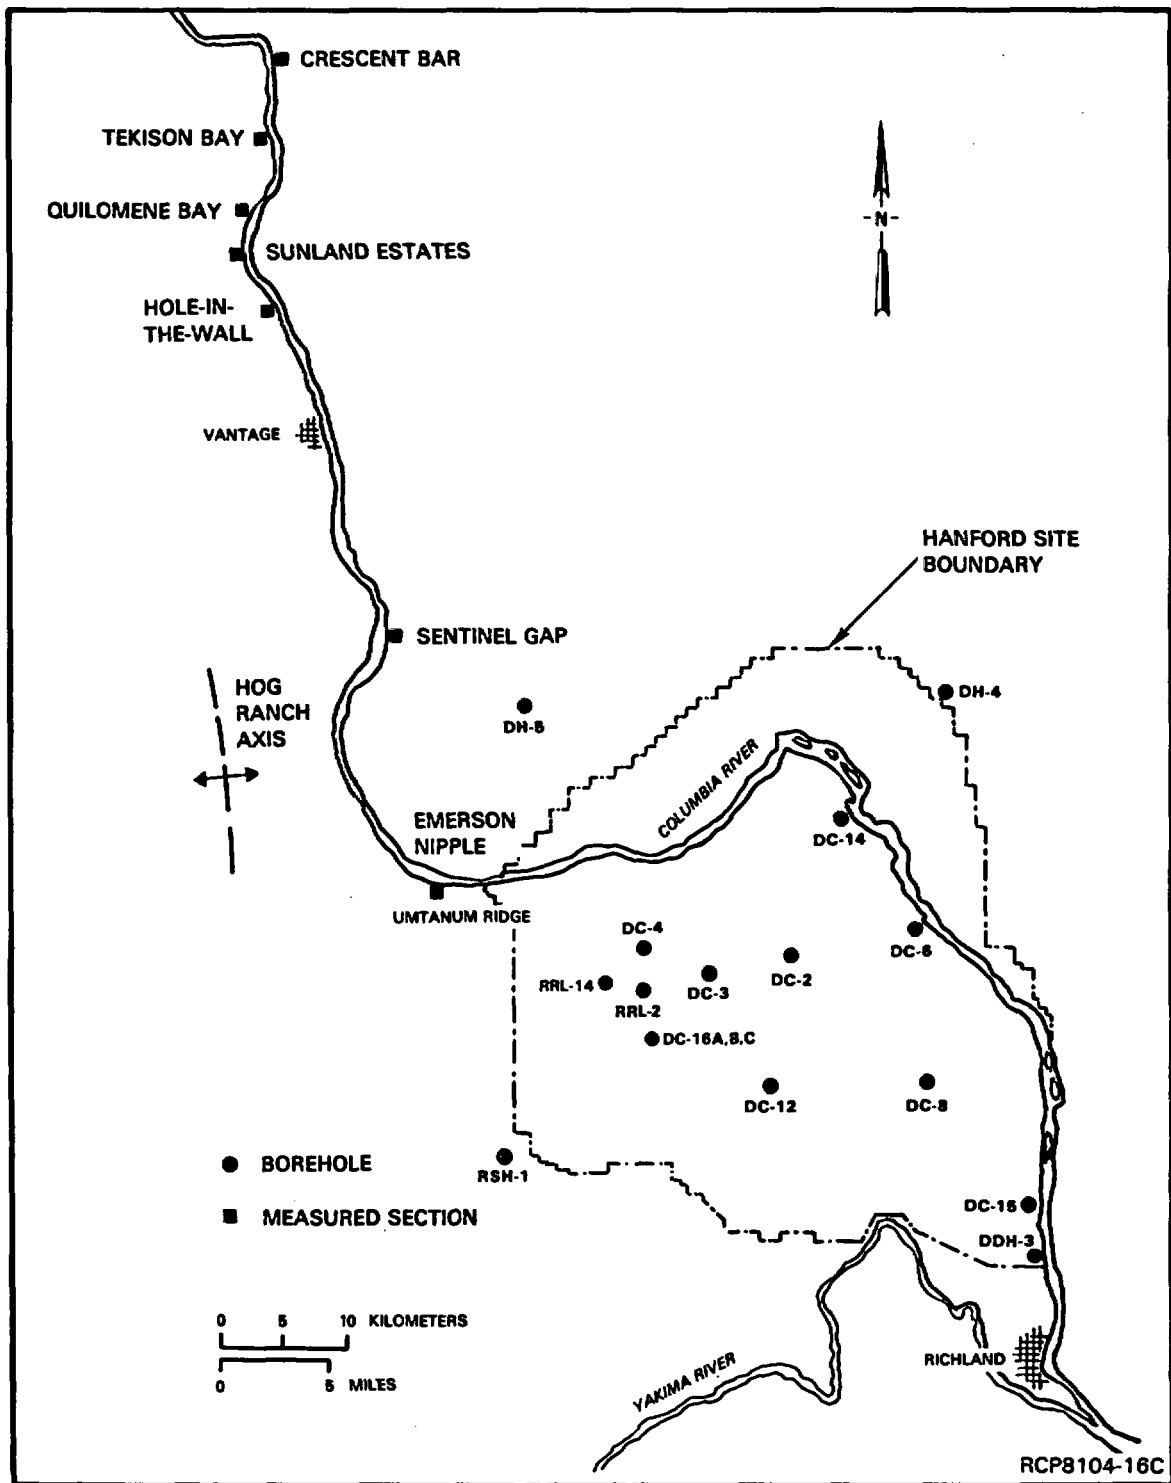 CRESCENT BAR
TEKISON BAY
QUILOMENE BAY
SUNLAND ESTATES
HOLE-IN-
THE-WALL
-N-
VANTAGE
HANFORD SITE
BOUNDARY
SENTINEL GAP
HOG
RANCH
AXIS
DH-5
DH-4
COLUMBIA RIVER
EMERSON
NIPPLE
DC-14
UMTANUM RIDGE
DC-4
DC-6
RRL-14
RRL-2
DC-3
DC-2
DC-16A,B,C
DC-12
DC-8
BOREHOLE
RSH-1
MEASURED SECTION
DC-15
DDH-3
0 5 10 KILOMETERS
0 5 MILES
RICHLAND
YAKIMA RIVER
RCP8104-16C